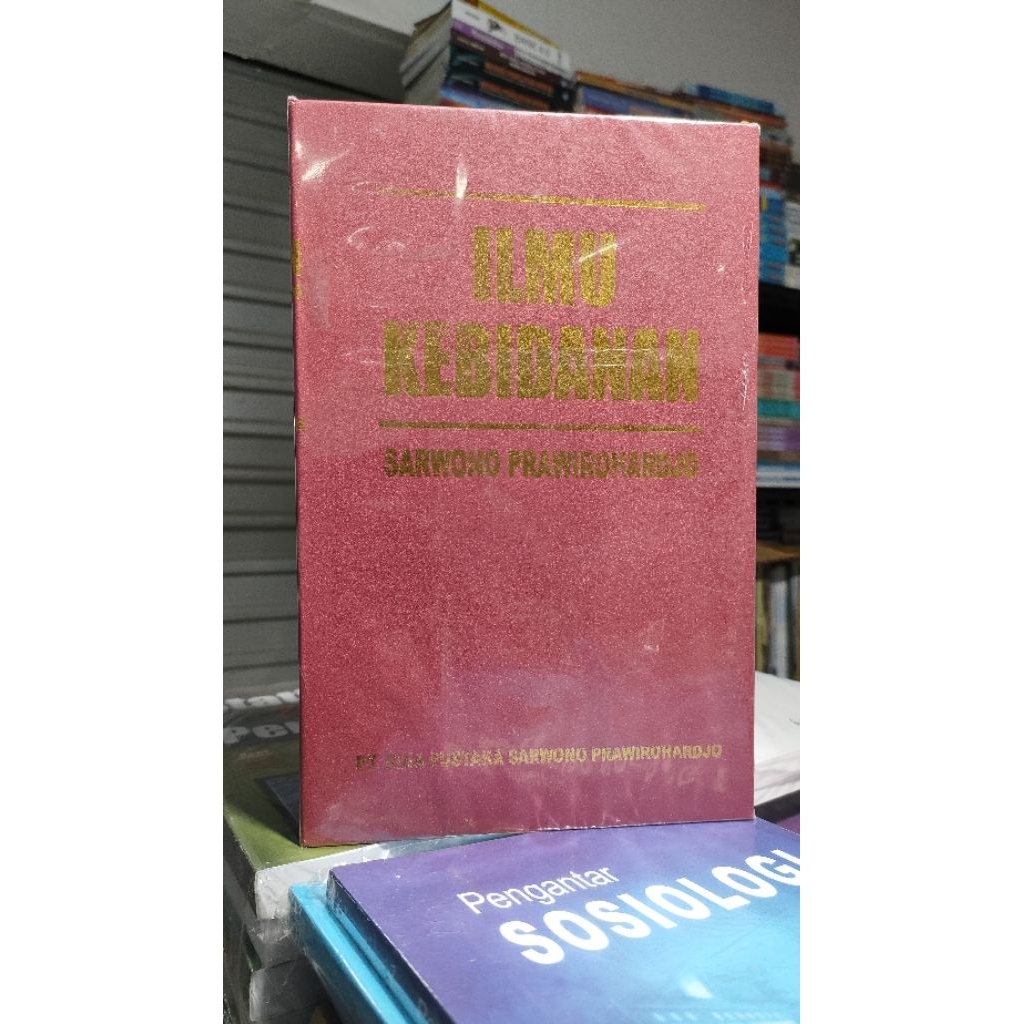 ILMU
KEBIDANAN
SARWONO PRAWIROHARDJO
PT. BINA PUSTAKA SARWONO PRAWIROHARDJO
Pengantar
SOSIOLOGI